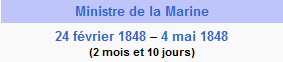 Ministre de la Marine
24 février 1848 – 4 mai 1848
(2 mois et 10 jours)